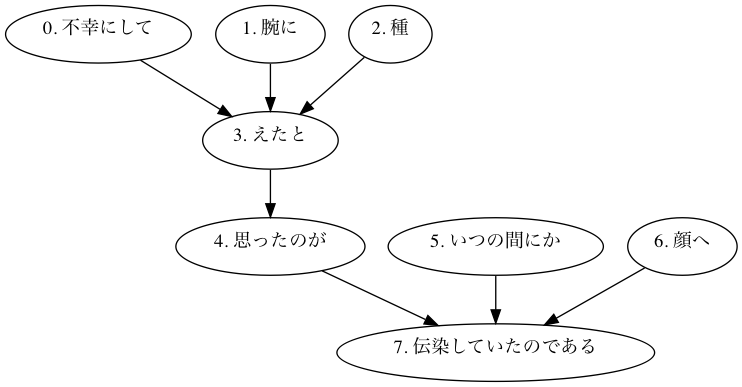 0. 不幸にして
1. 腕に
2. 種
3. えたと
4. 思ったのが
5. いつの間にか
6. 顔へ
7. 伝染していたのである